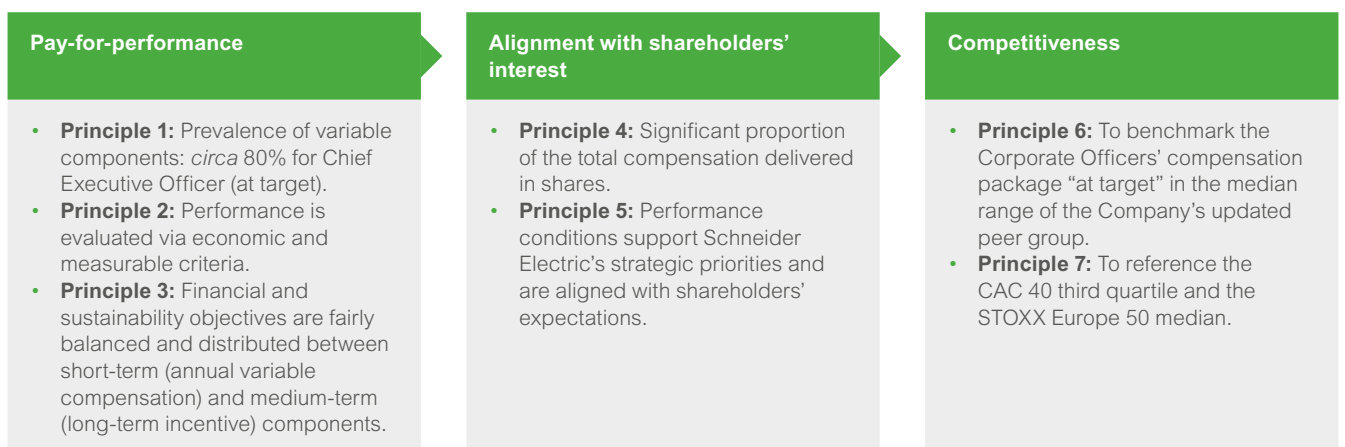 Pay-for-performance
• Principle 1: Prevalence of variable
components: circa 80% for Chief
Executive Officer (at target).
• Principle 2: Performance is
evaluated via economic and
measurable criteria.
• Principle 3: Financial and
sustainability objectives are fairly
balanced and distributed between
short-term (annual variable
compensation) and medium-term
(long-term incentive) components.
Alignment with shareholders’
interest
• Principle 4: Significant proportion
of the total compensation delivered
in shares.
• Principle 5: Performance
conditions support Schneider
Electric’s strategic priorities and
are aligned with shareholders’
expectations.
Competitiveness
• Principle 6: To benchmark the
Corporate Officers’ compensation
package “at target” in the median
range of the Company’s updated
peer group.
• Principle 7: To reference the
CAC 40 third quartile and the
STOXX Europe 50 median.